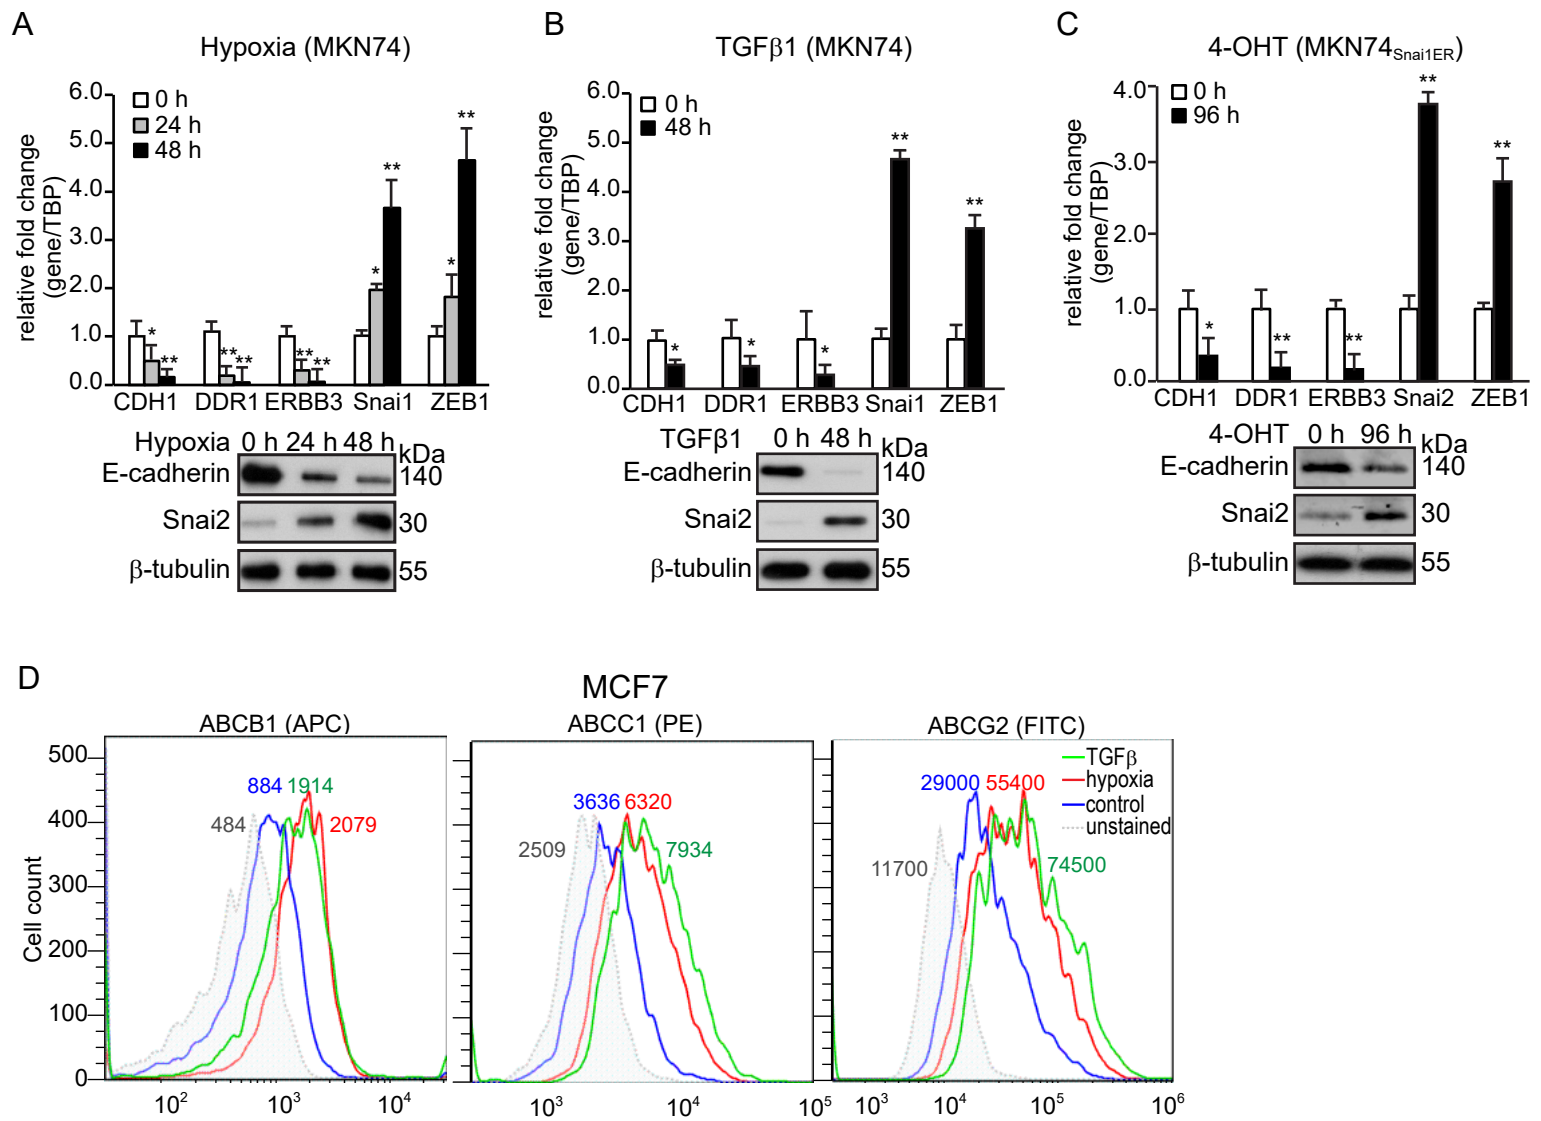 A
Hypoxia (MKN74)
relative fold change
(gene/TBP)
6.0
5.0
4.0
3.0
2.0
1.0
0.0
0 h
24 h
48 h
*
**
**
**
**
**
*
**
*
**
CDH1 DDR1 ERBB3 Snai1 ZEB1
Hypoxia 0 h 24 h 48 h kDa
E-cadherin 140
Snai2 30
β-tubulin 55
B
TGFβ1 (MKN74)
relative fold change
(gene/TBP)
6.0
5.0
4.0
3.0
2.0
1.0
0.0
0 h
48 h
*
*
*
**
**
CDH1 DDR1 ERBB3 Snai1 ZEB1
TGFβ1 0 h 48 h kDa
E-cadherin 140
Snai2 30
β-tubulin 55
C
4-OHT (MKN74Snai1ER)
relative fold change
(gene/TBP)
4.0
3.0
2.0
1.0
0.0
0 h
96 h
*
**
**
**
**
CDH1 DDR1 ERBB3 Snai2 ZEB1
4-OHT 0 h 96 h kDa
E-cadherin 140
Snai2 30
β-tubulin 55
D
MCF7
Cell count
500
400
300
200
100
0
ABCB1 (APC)
884 1914
484 2079
10² 10³ 10⁴
ABCC1 (PE)
3636 6320
2509 7934
10³ 10⁴ 10⁵
ABCG2 (FITC)
TGFβ
hypoxia
control
unstained
29000 55400
11700 74500
10³ 10⁴ 10⁵ 10⁶